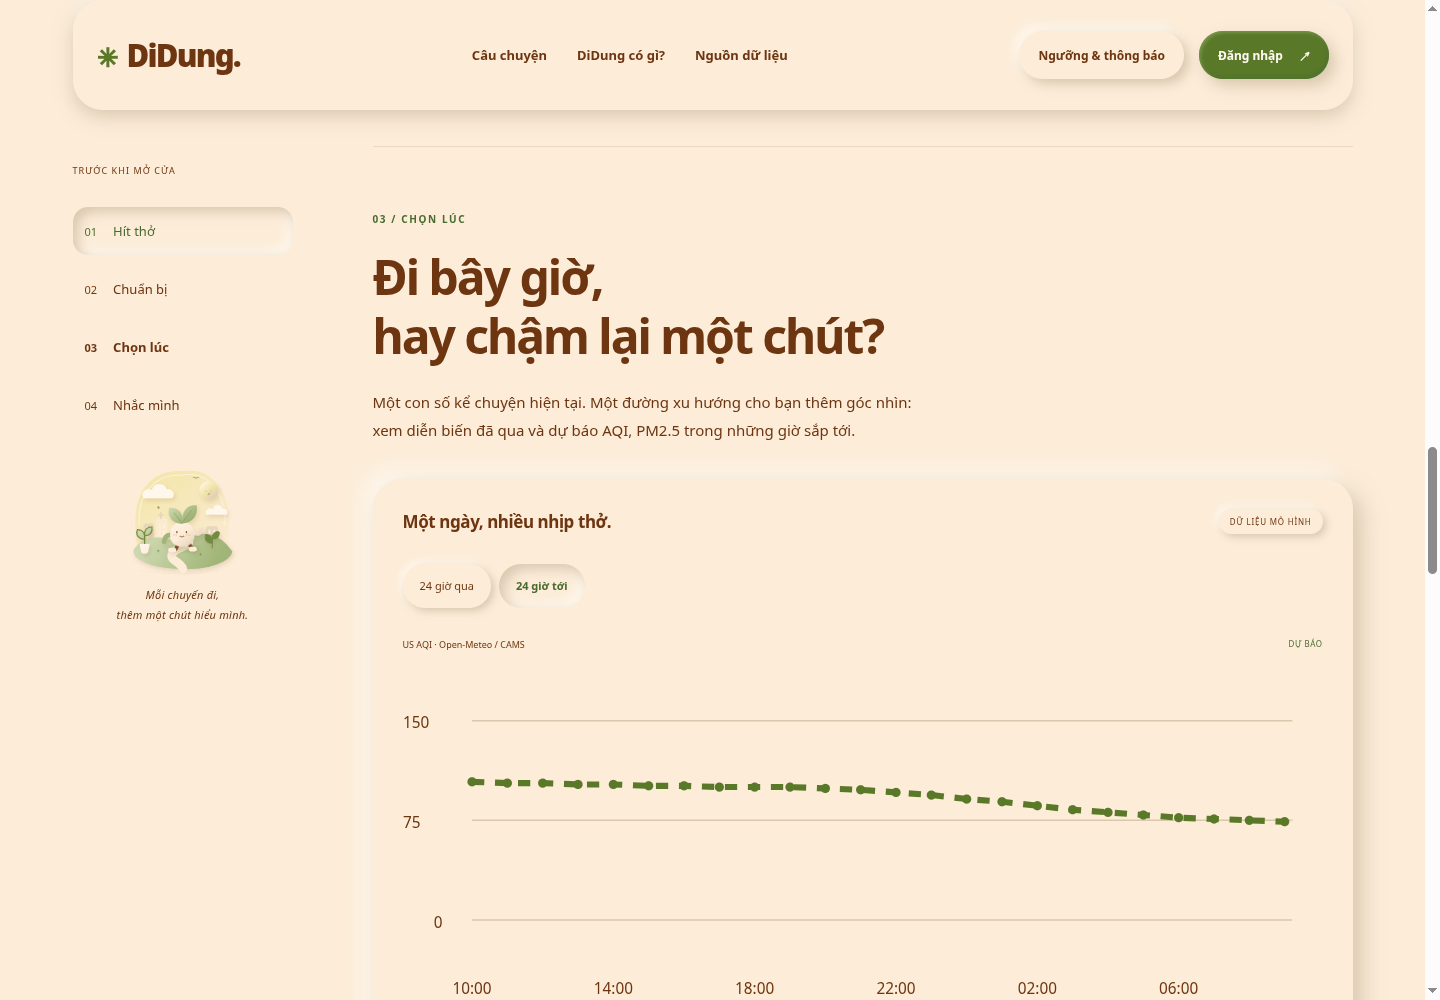 DiDung.
Câu chuyện
DiDung có gì?
Nguồn dữ liệu
Ngưỡng & thông báo
Đăng nhập ↗
TRƯỚC KHI MỞ CỬA
01 Hít thở
02 Chuẩn bị
03 Chọn lúc
04 Nhắc mình
Mỗi chuyến đi,
thêm một chút hiểu mình.
03 / CHỌN LÚC
Đi bây giờ,
hay chậm lại một chút?
Một con số kể chuyện hiện tại. Một đường xu hướng cho bạn thêm góc nhìn:
xem diễn biến đã qua và dự báo AQI, PM2.5 trong những giờ sắp tới.
Một ngày, nhiều nhịp thở.
DỮ LIỆU MÔ HÌNH
24 giờ qua
24 giờ tới
US AQI · Open-Meteo / CAMS
DỰ BÁO
150
75
0
10:00 14:00 18:00 22:00 02:00 06:00